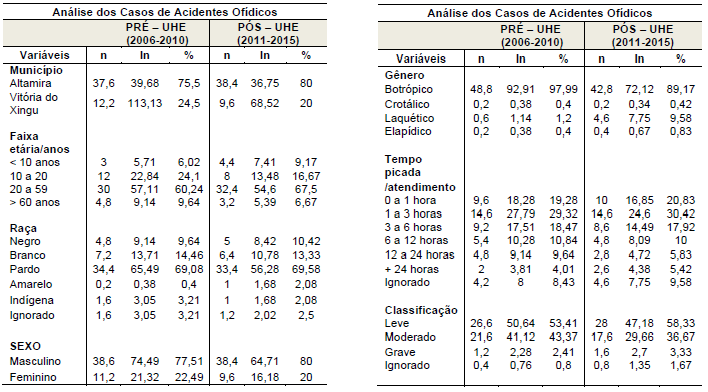 Análise dos Casos de Acidentes Ofídicos
PRÉ – UHE PÓS – UHE
(2006-2010) (2011-2015)
Variáveis n In % n In %
Município
Altamira 37,6 39,68 75,5 38,4 36,75 80
Vitória do
Xingu 12,2 113,13 24,5 9,6 68,52 20
Faixa
etária/anos
< 10 anos 3 5,71 6,02 4,4 7,41 9,17
10 a 20 12 22,84 24,1 8 13,48 16,67
20 a 59 30 57,11 60,24 32,4 54,6 67,5
> 60 anos 4,8 9,14 9,64 3,2 5,39 6,67
Raça
Negro 4,8 9,14 9,64 5 8,42 10,42
Branco 7,2 13,71 14,46 6,4 10,78 13,33
Pardo 34,4 65,49 69,08 33,4 56,28 69,58
Amarelo 0,2 0,38 0,4 1 1,68 2,08
Indígena 1,6 3,05 3,21 1 1,68 2,08
Ignorado 1,6 3,05 3,21 1,2 2,02 2,5
SEXO
Masculino 38,6 74,49 77,51 38,4 64,71 80
Feminino 11,2 21,32 22,49 9,6 16,18 20
Análise dos Casos de Acidentes Ofídicos
PRÉ – UHE PÓS – UHE
(2006-2010) (2011-2015)
Variáveis n In % n In %
Gênero
Botrópico 48,8 92,91 97,99 42,8 72,12 89,17
Crotálico 0,2 0,38 0,4 0,2 0,34 0,42
Laquético 0,6 1,14 1,2 4,6 7,75 9,58
Elapídico 0,2 0,38 0,4 0,4 0,67 0,83
Tempo
picada
/atendimento
0 a 1 hora 9,6 18,28 19,28 10 16,85 20,83
1 a 3 horas 14,6 27,79 29,32 14,6 24,6 30,42
3 a 6 horas 9,2 17,51 18,47 8,6 14,49 17,92
6 a 12 horas 5,4 10,28 10,84 4,8 8,09 10
12 a 24 horas 4,8 9,14 9,64 2,8 4,72 5,83
+ 24 horas 2 3,81 4,01 2,6 4,38 5,42
Ignorado 4,2 8 8,43 4,6 7,75 9,58
Classificação
Leve 26,6 50,64 53,41 28 47,18 58,33
Moderado 21,6 41,12 43,37 17,6 29,66 36,67
Grave 1,2 2,28 2,41 1,6 2,7 3,33
Ignorado 0,4 0,76 0,8 0,8 1,35 1,67